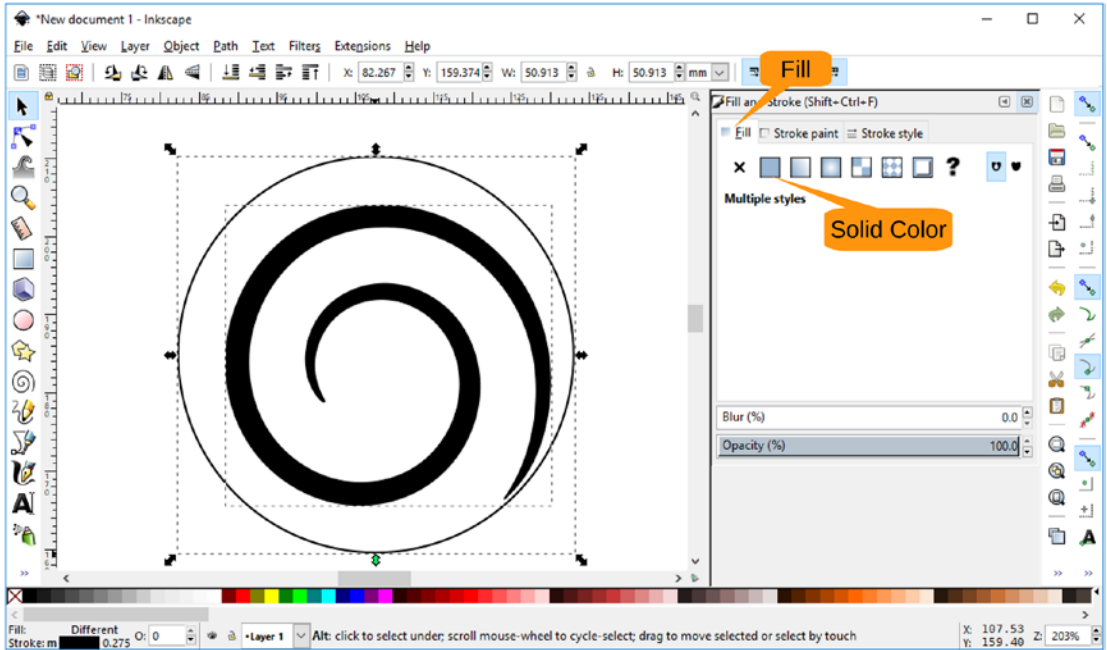 *New document 1 - Inkscape
File Edit View Layer Object Path Text Filters Extensions Help
X: 82.267 Y: 159.374 W: 50.913 H: 50.913 mm
Fill
Fill and Stroke (Shift+Ctrl+F)
Fill Stroke paint Stroke style
?
Multiple styles
Solid Color
Blur (%) 0.0
Opacity (%) 100.0
Fill: Different O: 0 Layer 1 Alt: click to select under; scroll mouse-wheel to cycle-select; drag to move selected or select by touch X: 107.53 Z: 203%
Stroke: m 0.275 Y: 159.40